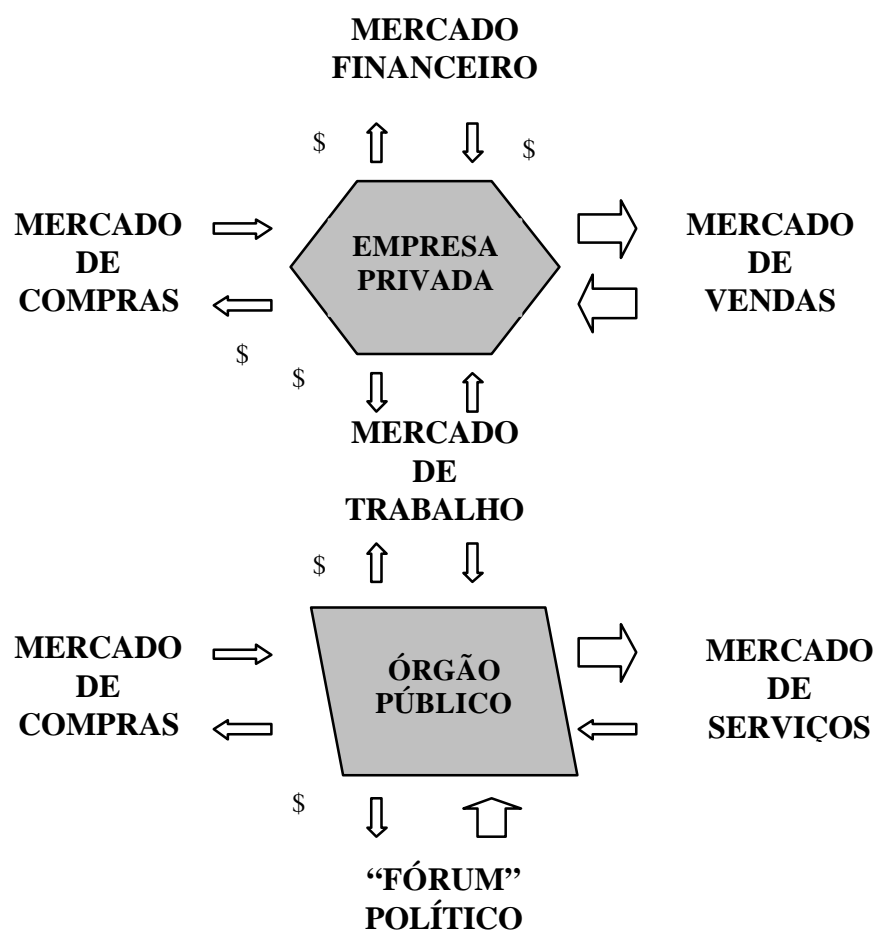 MERCADO
FINANCEIRO
$
$
MERCADO
DE
COMPRAS
EMPRESA
PRIVADA
MERCADO
DE
VENDAS
$
$
MERCADO
DE
TRABALHO
$
MERCADO
DE
COMPRAS
ÓRGÃO
PÚBLICO
MERCADO
DE
SERVIÇOS
$
“FÓRUM”
POLÍTICO